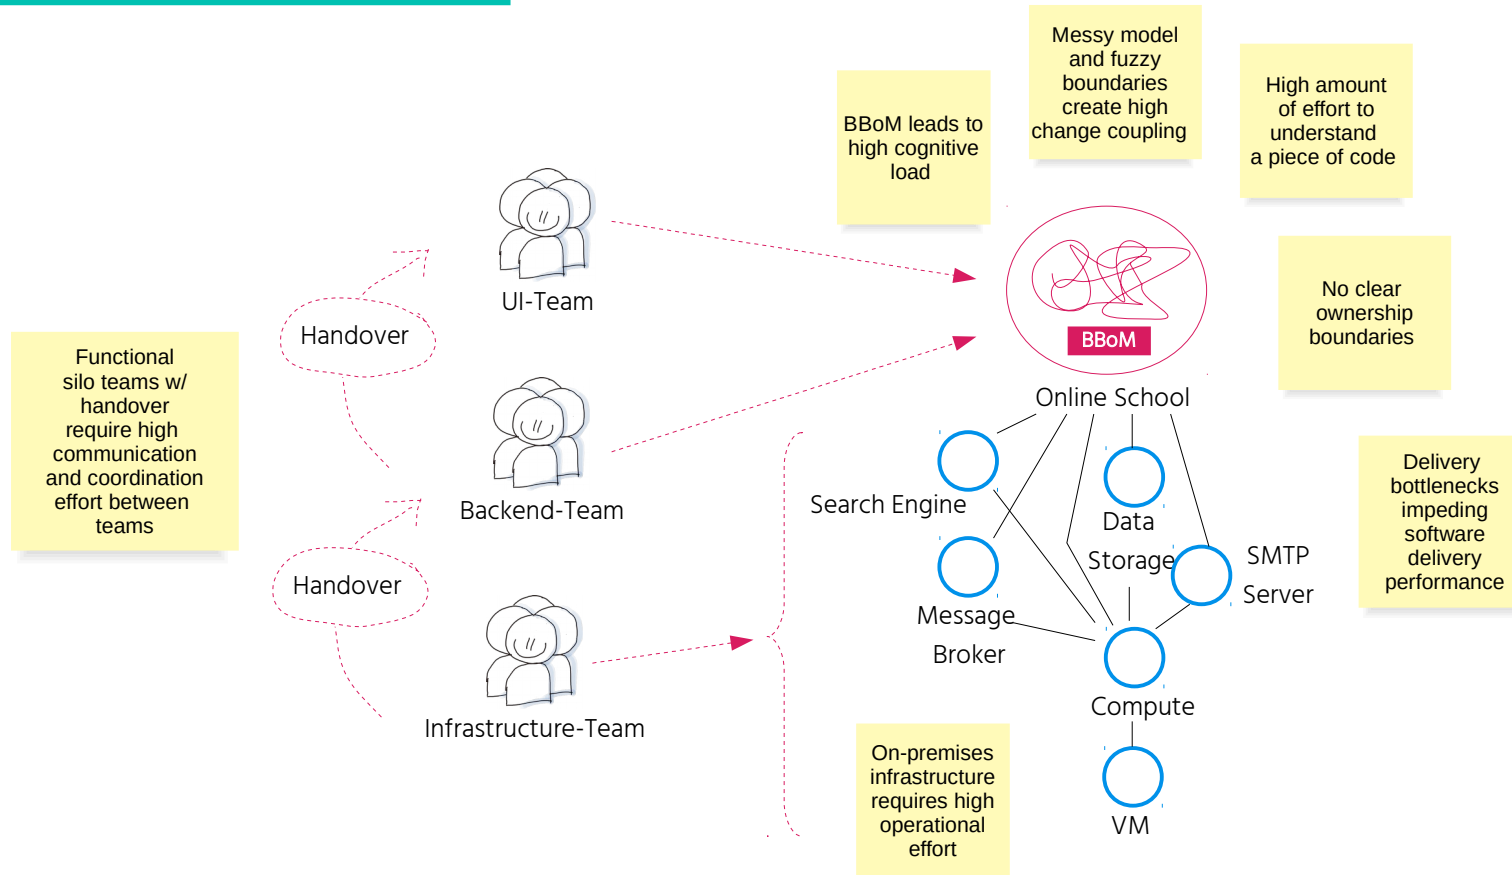 Messy model
and fuzzy
boundaries
create high
change coupling
High amount
of effort to
understand
a piece of code
BBoM leads to
high cognitive
load
UI-Team
No clear
ownership
boundaries
Handover
BBoM
Functional
silo teams w/
handover
require high
communication
and coordination
effort between
teams
Online School
Backend-Team
Search Engine
Data
Storage
Delivery
bottlenecks
impeding
software
delivery
performance
SMTP
Server
Handover
Message
Broker
Infrastructure-Team
Compute
On-premises
infrastructure
requires high
operational
effort
VM